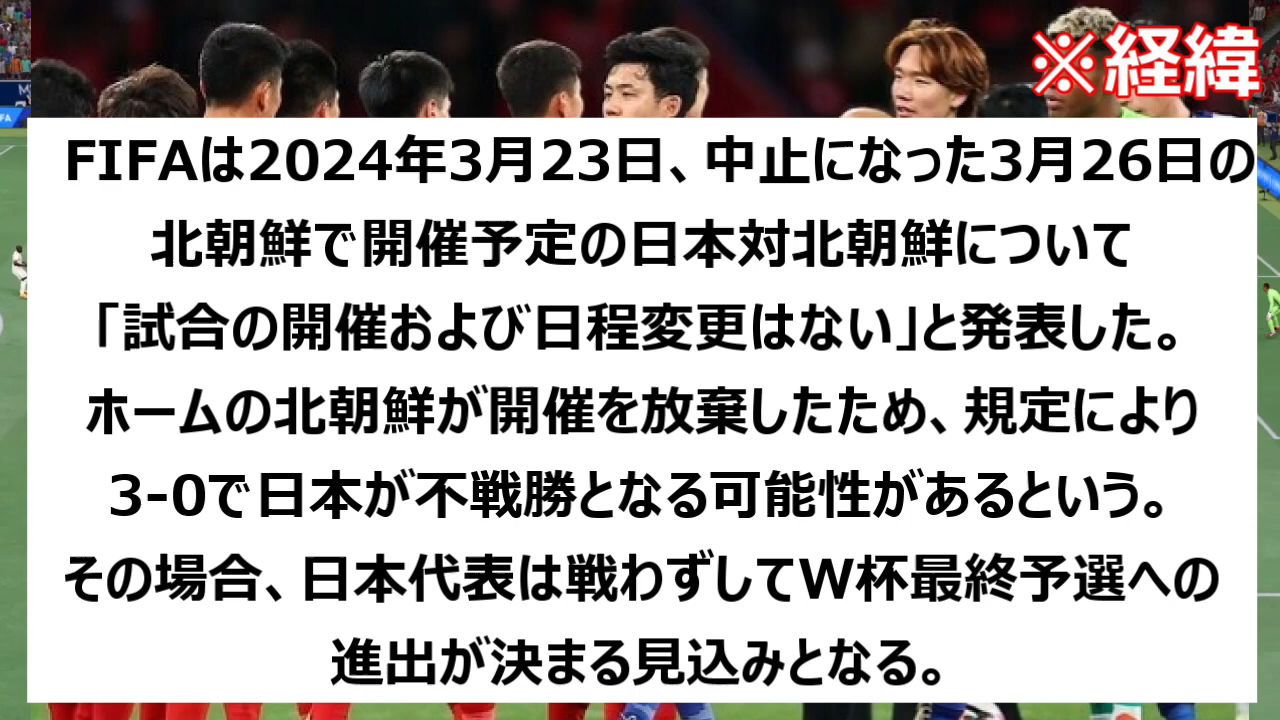 ※経緯
FIFAは2024年3月23日、中止になった3月26日の
北朝鮮で開催予定の日本対北朝鮮について
「試合の開催および日程変更はない」と発表した。
ホームの北朝鮮が開催を放棄したため、規定により
3-0で日本が不戦勝となる可能性があるという。
その場合、日本代表は戦わずしてW杯最終予選への
進出が決まる見込みとなる。